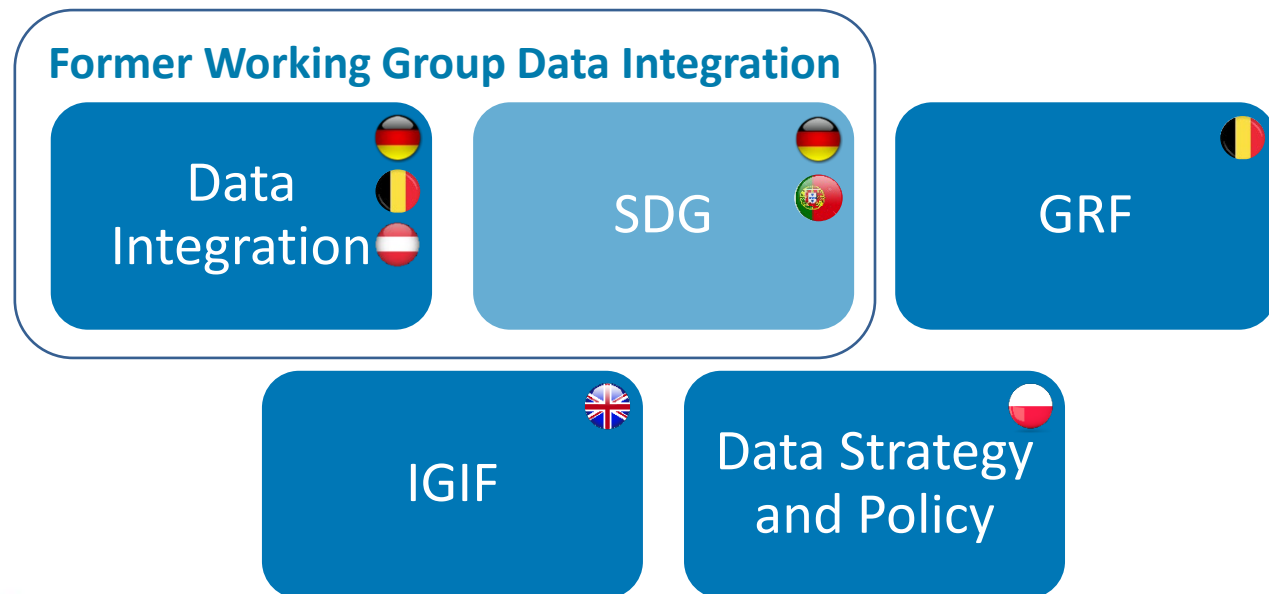 Former Working Group Data Integration
Data
Integration
SDG
GRF
IGIF
Data Strategy
and Policy